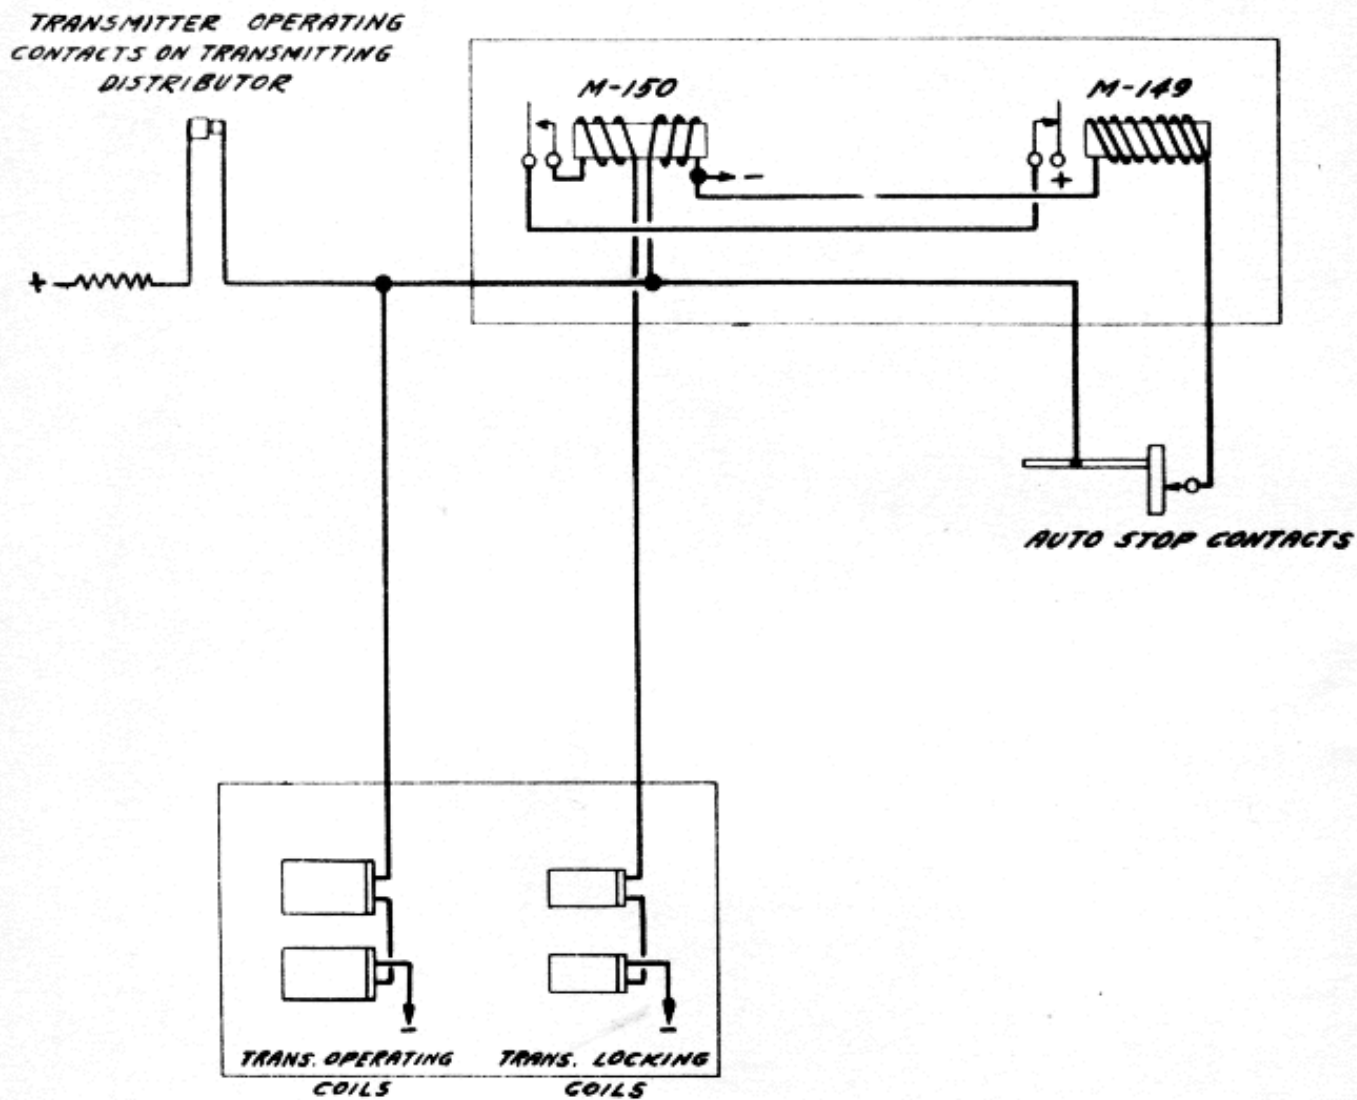 TRANSMITTER OPERATING
CONTACTS ON TRANSMITTING
DISTRIBUTOR
M-150
M-149
-
+
+
AUTO STOP CONTACTS
-
-
TRANS. OPERATING
COILS
TRANS. LOCKING
COILS